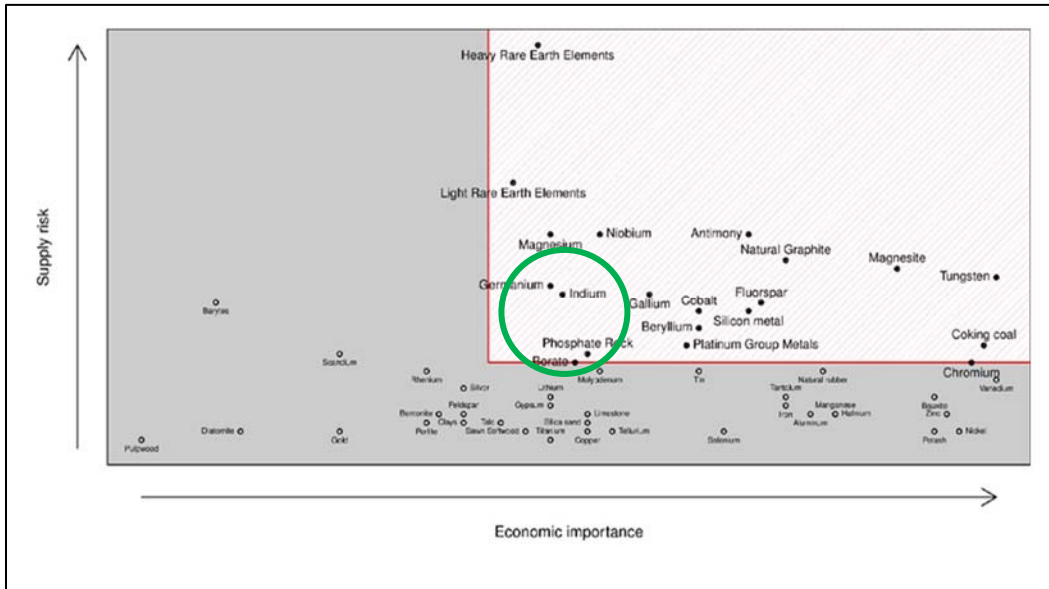 Heavy Rare Earth Elements
Light Rare Earth Elements
Niobium
Antimony
Magnesium
Natural Graphite
Magnesite
Tungsten
Germanium
Indium
Gallium
Fluorspar
Cobalt
Silicon metal
Beryllium
Barytes
Phosphate Rock
Platinum Group Metals
Coking coal
Borate
Chromium
Scandium
Rhenium
Molybdenum
Tin
Natural rubber
Vanadium
Silver
Lithium
Tantalum
Feldspar
Gypsum
Manganese
Bauxite
Bentonite
Limestone
Iron
Hafnium
Zinc
Clays
Talc
Silica sand
Aluminum
Perlite
Diatomite
Gold
Sawn Softwood
Titanium
Tellurium
Copper
Selenium
Potash
Nickel
Pulpwood
Supply risk
Economic importance